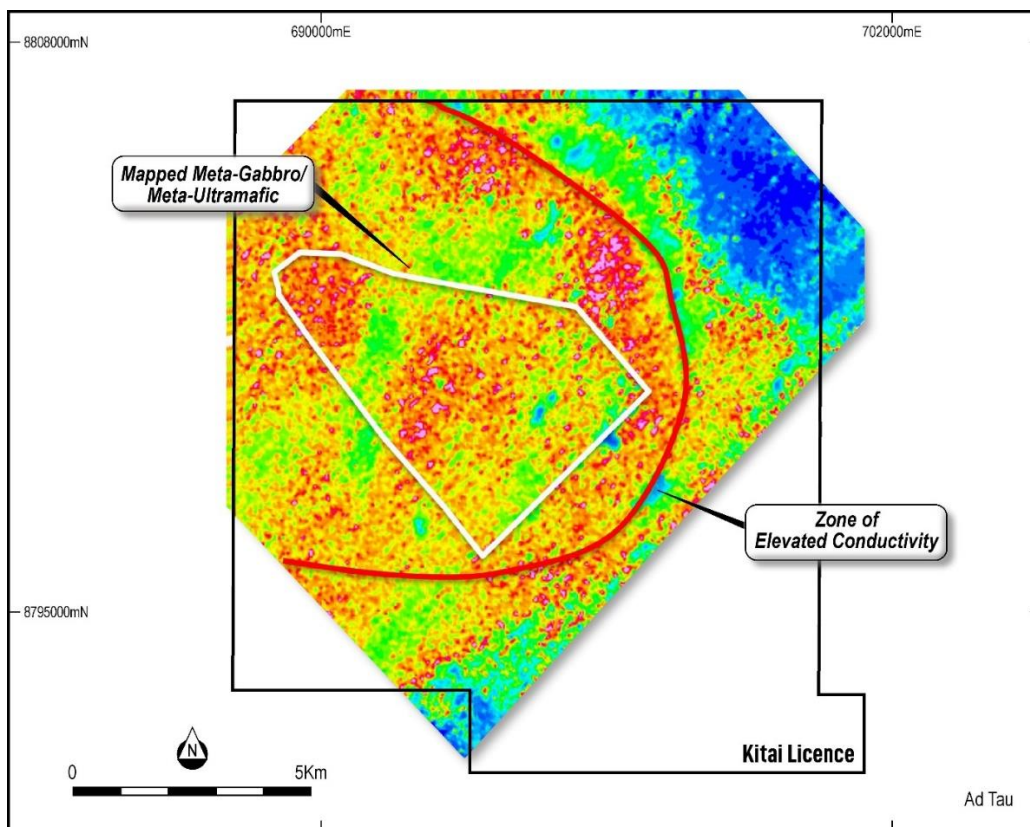 690000mE
702000mE
8808000mN
Mapped Meta-Gabbro/
Meta-Ultramafic
Zone of
Elevated Conductivity
8795000mN
Kitai Licence
N
0
5Km
Ad Tau